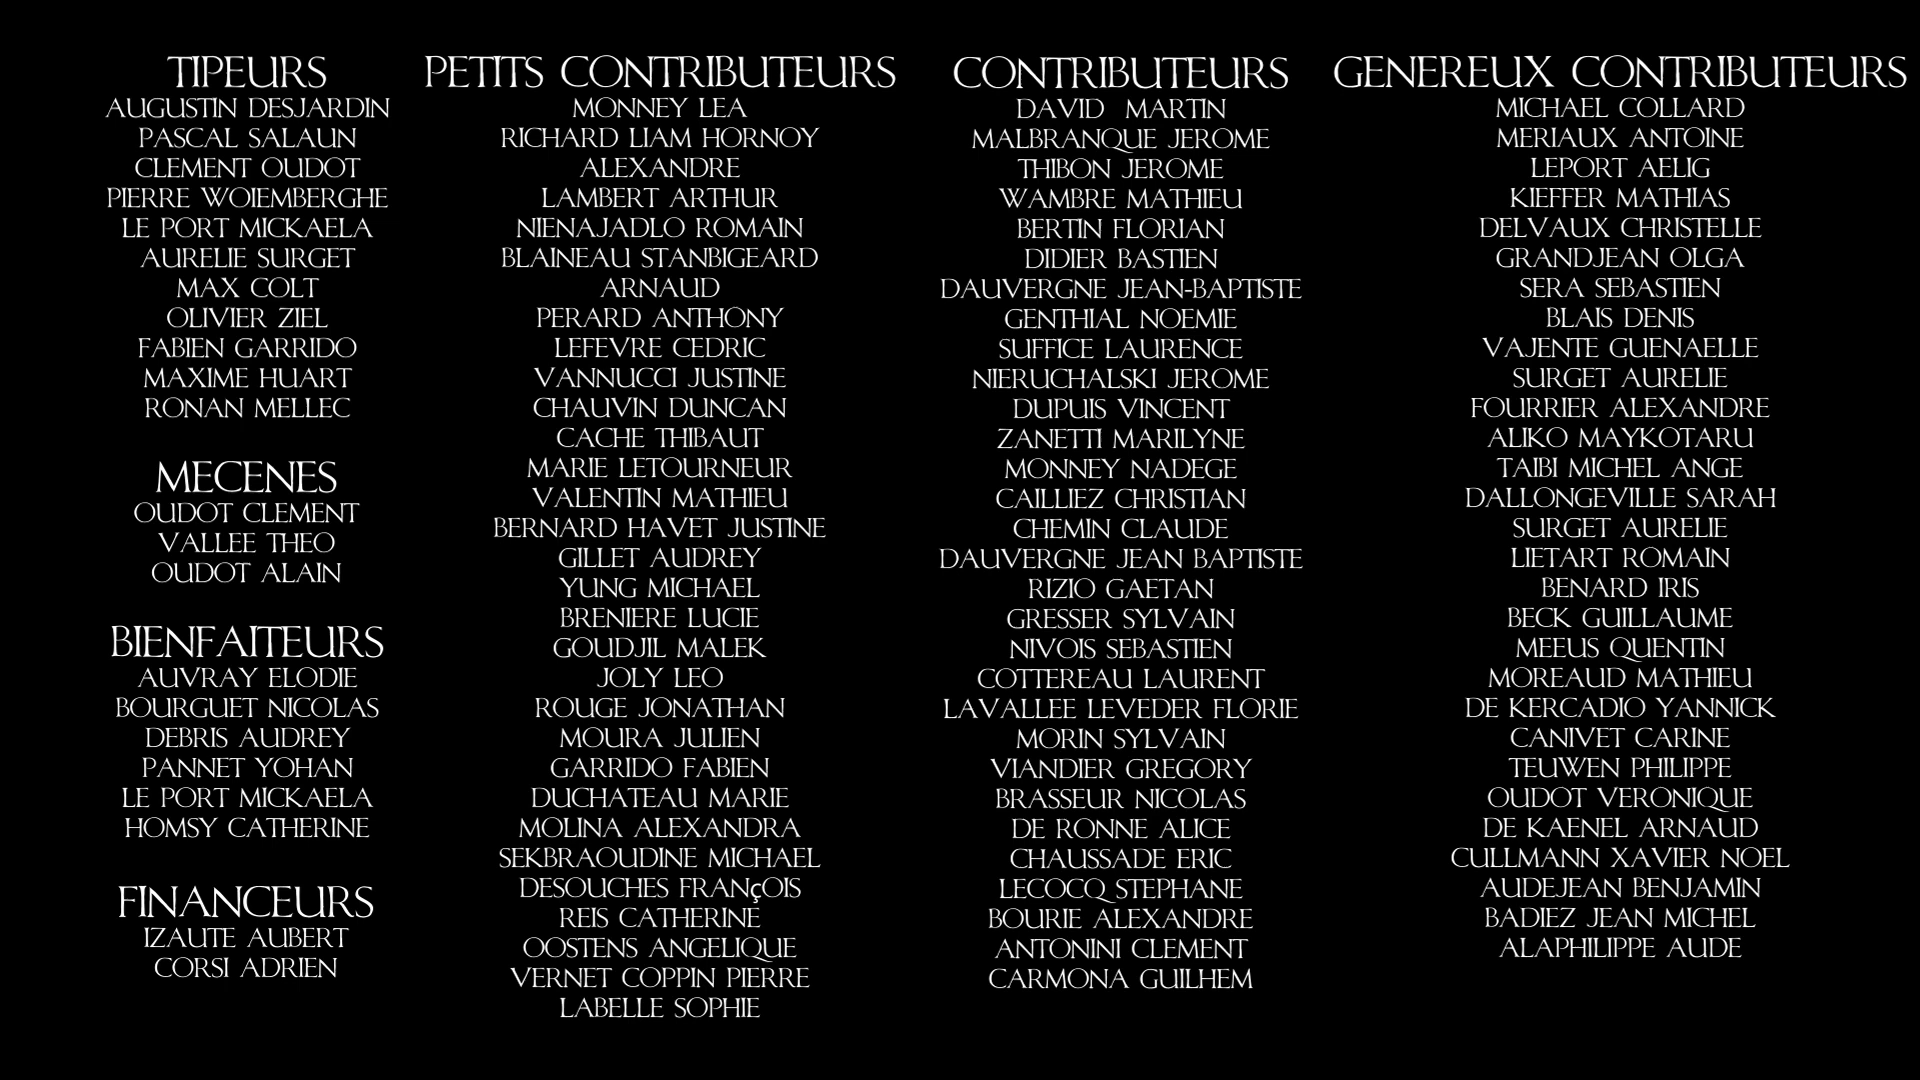 TIPEURS
AUGUSTIN DESJARDIN
PASCAL SALAUN
CLEMENT OUDOT
PIERRE WOIEMBERGHE
LE PORT MICKAELA
AURELIE SURGET
MAX COLT
OLIVIER ZIEL
FABIEN GARRIDO
MAXIME HUART
RONAN MELLEC
MECENES
OUDOT CLEMENT
VALLEE THEO
OUDOT ALAIN
BIENFAITEURS
AUVRAY ELODIE
BOURGUET NICOLAS
DEBRIS AUDREY
PANNET YOHAN
LE PORT MICKAELA
HOMSY CATHERINE
FINANCEURS
IZAUTE AUBERT
CORSI ADRIEN
PETITS CONTRIBUTEURS
MONNEY LEA
RICHARD LIAM HORNOY
ALEXANDRE
LAMBERT ARTHUR
NIENAJADLO ROMAIN
BLAINEAU STANBIGEARD
ARNAUD
PERARD ANTHONY
LEFEVRE CEDRIC
VANNUCCI JUSTINE
CHAUVIN DUNCAN
CACHE THIBAUT
MARIE LETOURNEUR
VALENTIN MATHIEU
BERNARD HAVET JUSTINE
GILLET AUDREY
YUNG MICHAEL
BRENIERE LUCIE
GOUDJIL MALEK
JOLY LEO
ROUGE JONATHAN
MOURA JULIEN
GARRIDO FABIEN
DUCHATEAU MARIE
MOLINA ALEXANDRA
SEKBRAOUDINE MICHAEL
DESOUCHES FRANçOIS
REIS CATHERINE
OOSTENS ANGELIQUE
VERNET COPPIN PIERRE
LABELLE SOPHIE
CONTRIBUTEURS
DAVID MARTIN
MALBRANQUE JEROME
THIBON JEROME
WAMBRE MATHIEU
BERTIN FLORIAN
DIDIER BASTIEN
DAUVERGNE JEAN-BAPTISTE
GENTHIAL NOEMIE
SUFFICE LAURENCE
NIERUCHALSKI JEROME
DUPUIS VINCENT
ZANETTI MARILYNE
MONNEY NADEGE
CAILLIEZ CHRISTIAN
CHEMIN CLAUDE
DAUVERGNE JEAN BAPTISTE
RIZIO GAETAN
GRESSER SYLVAIN
NIVOIS SEBASTIEN
COTTEREAU LAURENT
LAVALLEE LEVEDER FLORIE
MORIN SYLVAIN
VIANDIER GREGORY
BRASSEUR NICOLAS
DE RONNE ALICE
CHAUSSADE ERIC
LECOCQ STEPHANE
BOURIE ALEXANDRE
ANTONINI CLEMENT
CARMONA GUILHEM
GENEREUX CONTRIBUTEURS
MICHAEL COLLARD
MERIAUX ANTOINE
LEPORT AELIG
KIEFFER MATHIAS
DELVAUX CHRISTELLE
GRANDJEAN OLGA
SERA SEBASTIEN
BLAIS DENIS
VAJENTE GUENAELLE
SURGET AURELIE
FOURRIER ALEXANDRE
ALIKO MAYKOTARU
TAIBI MICHEL ANGE
DALLONGEVILLE SARAH
SURGET AURELIE
LIETART ROMAIN
BENARD IRIS
BECK GUILLAUME
MEEUS QUENTIN
MOREAUD MATHIEU
DE KERCADIO YANNICK
CANIVET CARINE
TEUWEN PHILIPPE
OUDOT VERONIQUE
DE KAENEL ARNAUD
CULLMANN XAVIER NOEL
AUDEJEAN BENJAMIN
BADIEZ JEAN MICHEL
ALAPHILIPPE AUDE